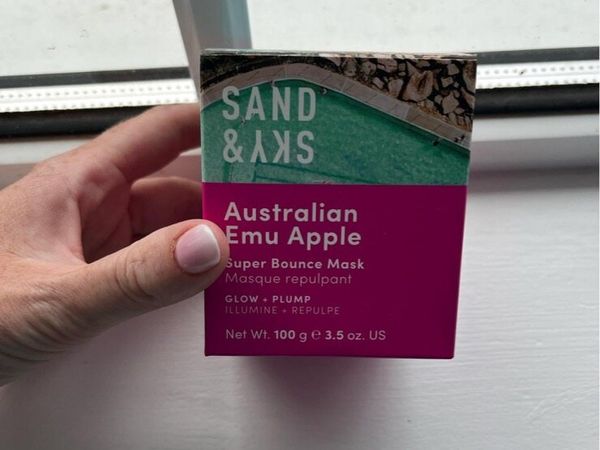 SAND
& SKY
Australian
Emu Apple
Super Bounce Mask
Masque repulpant
GLOW + PLUMP
ILLUMINE + REPULPE
Net Wt. 100 g ℮ 3.5 oz. US